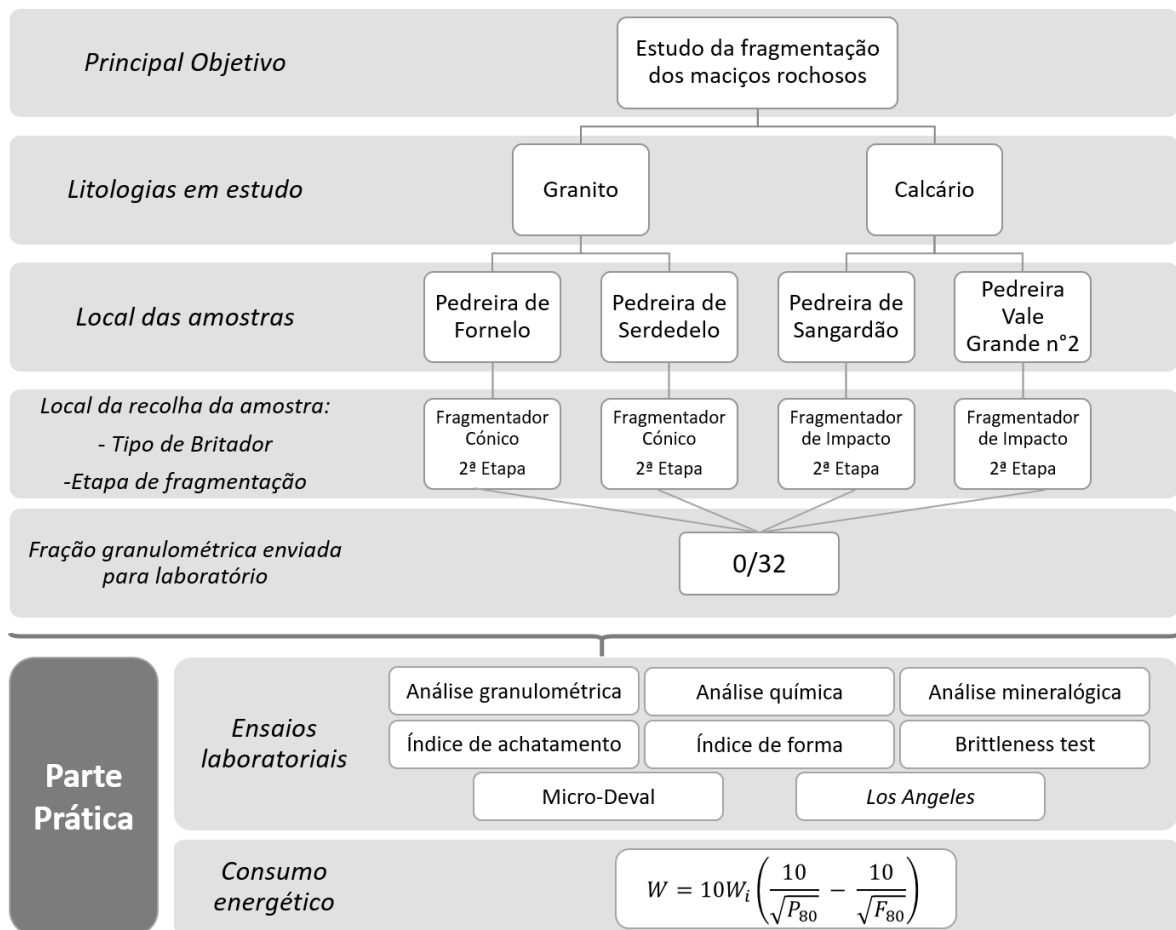 Principal Objetivo
Estudo da fragmentação
dos maciços rochosos
Litologias em estudo
Granito
Calcário
Local das amostras
Pedreira de
Fornelo
Pedreira de
Serdedelo
Pedreira de
Sangardão
Pedreira
Vale
Grande n°2
Local da recolha da amostra:
- Tipo de Britador
-Etapa de fragmentação
Fragmentador
Cónico
2ª Etapa
Fragmentador
Cónico
2ª Etapa
Fragmentador
de Impacto
2ª Etapa
Fragmentador
de Impacto
2ª Etapa
Fração granulométrica enviada
para laboratório
0/32
Parte
Prática
Ensaios
laboratoriais
Análise granulométrica
Análise química
Análise mineralógica
Índice de achatamento
Índice de forma
Brittleness test
Micro-Deval
Los Angeles
Consumo
energético
W = 10W_i (10/√P_80 − 10/√F_80)